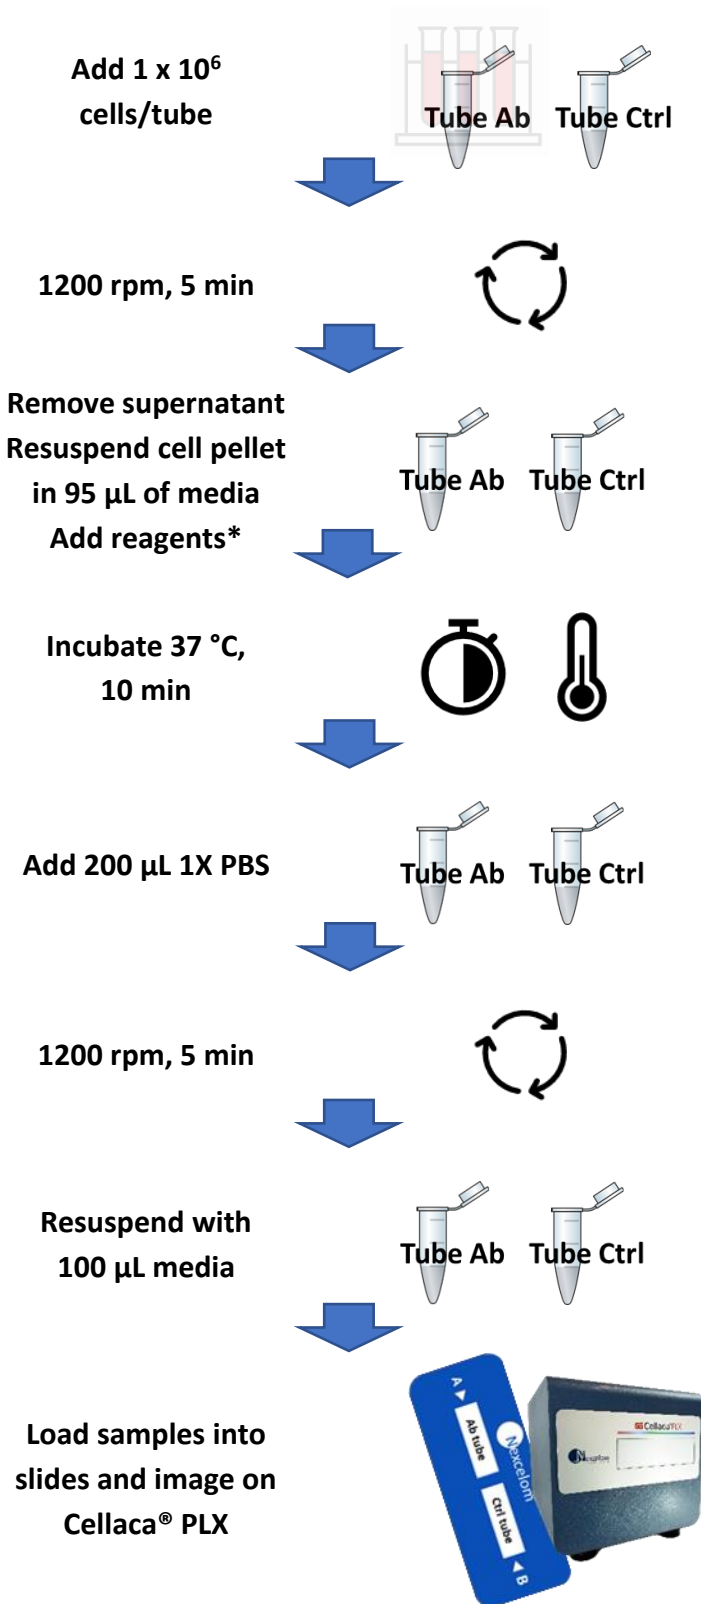 Add 1 x 10⁶
cells/tube
Tube Ab
Tube Ctrl
1200 rpm, 5 min
Remove supernatant
Resuspend cell pellet
in 95 µL of media
Add reagents*
Tube Ab
Tube Ctrl
Incubate 37 °C,
10 min
Add 200 µL 1X PBS
Tube Ab
Tube Ctrl
1200 rpm, 5 min
Resuspend with
100 µL media
Tube Ab
Tube Ctrl
Load samples into
slides and image on
Cellaca® PLX
A
Ab tube
Nexcelom
Ctrl tube
B
Cellaca PLX
Nexcelom